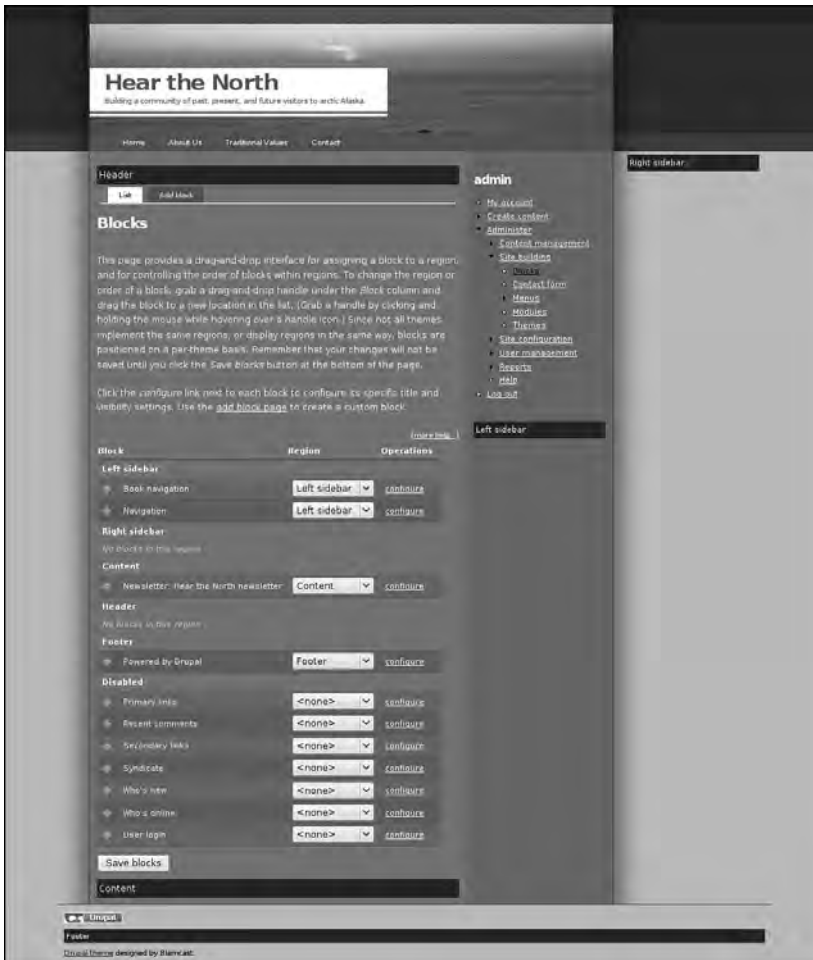 Hear the North
Building a community of past, present, and future visitors to arctic Alaska.
Home About Us Traditional Values Contact
Header
List Add block
Blocks
This page provides a drag-and-drop interface for assigning a block to a region,
and for controlling the order of blocks within regions. To change the region or
order of a block, grab a drag-and-drop handle under the Block column and
drag the block to a new location in the list. (Grab a handle by clicking and
holding the mouse while hovering over a handle icon.) Since not all themes
implement the same regions, or display regions in the same way, blocks are
positioned on a per-theme basis. Remember that your changes will not be
saved until you click the Save blocks button at the bottom of the page.
Click the configure link next to each block to configure its specific title and
visibility settings. Use the add block page to create a custom block.
[more help...]
Block Region Operations
Left sidebar
Book navigation Left sidebar configure
Navigation Left sidebar configure
Right sidebar
No blocks in this region
Content
Newsletter: Hear the North newsletter Content configure
Header
No blocks in this region
Footer
Powered by Drupal Footer configure
Disabled
Primary links <none> configure
Recent comments <none> configure
Secondary links <none> configure
Syndicate <none> configure
Who's new <none> configure
Who's online <none> configure
User login <none> configure
Save blocks
Content
admin
My account
Create content
Administer
Content management
Site building
Blocks
Contact form
Menus
Modules
Themes
Site configuration
User management
Reports
Help
Log out
Left sidebar
Right sidebar
Drupal
Footer
Drupal theme designed by Biamcast.